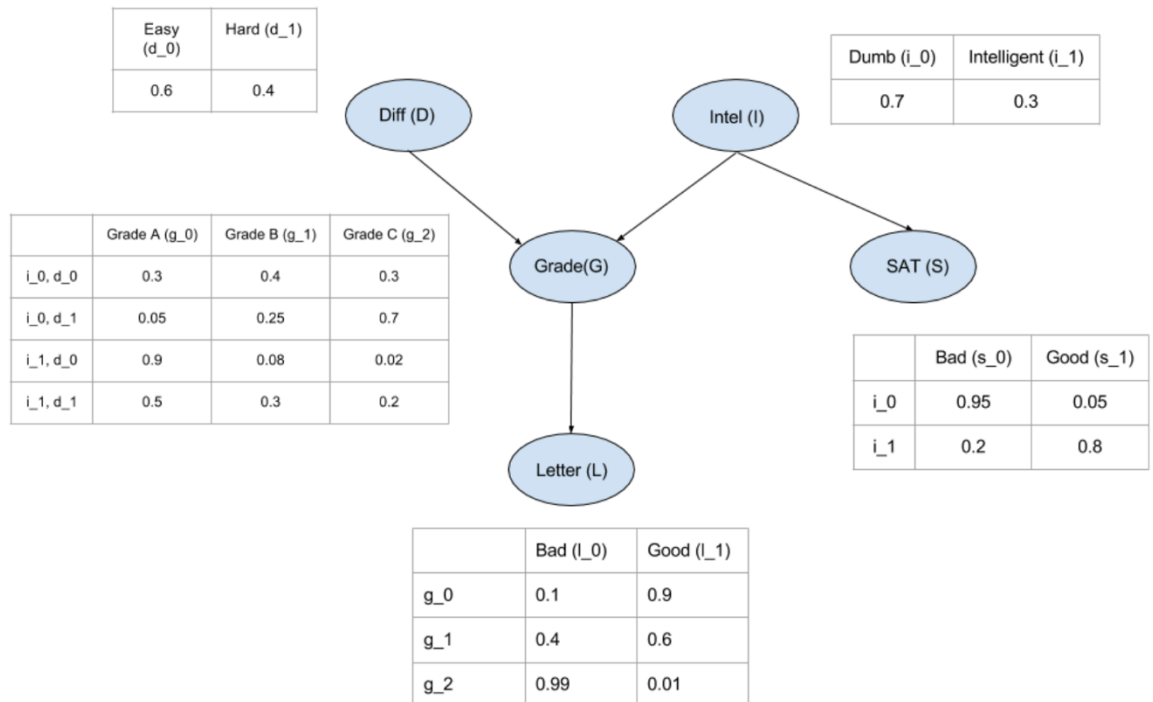 Easy (d_0) Hard (d_1)
0.6 0.4
Dumb (i_0) Intelligent (i_1)
0.7 0.3
Diff (D)
Intel (I)
Grade A (g_0) Grade B (g_1) Grade C (g_2)
i_0, d_0 0.3 0.4 0.3
i_0, d_1 0.05 0.25 0.7
i_1, d_0 0.9 0.08 0.02
i_1, d_1 0.5 0.3 0.2
Grade(G)
SAT (S)
Bad (s_0) Good (s_1)
i_0 0.95 0.05
i_1 0.2 0.8
Letter (L)
Bad (l_0) Good (l_1)
g_0 0.1 0.9
g_1 0.4 0.6
g_2 0.99 0.01